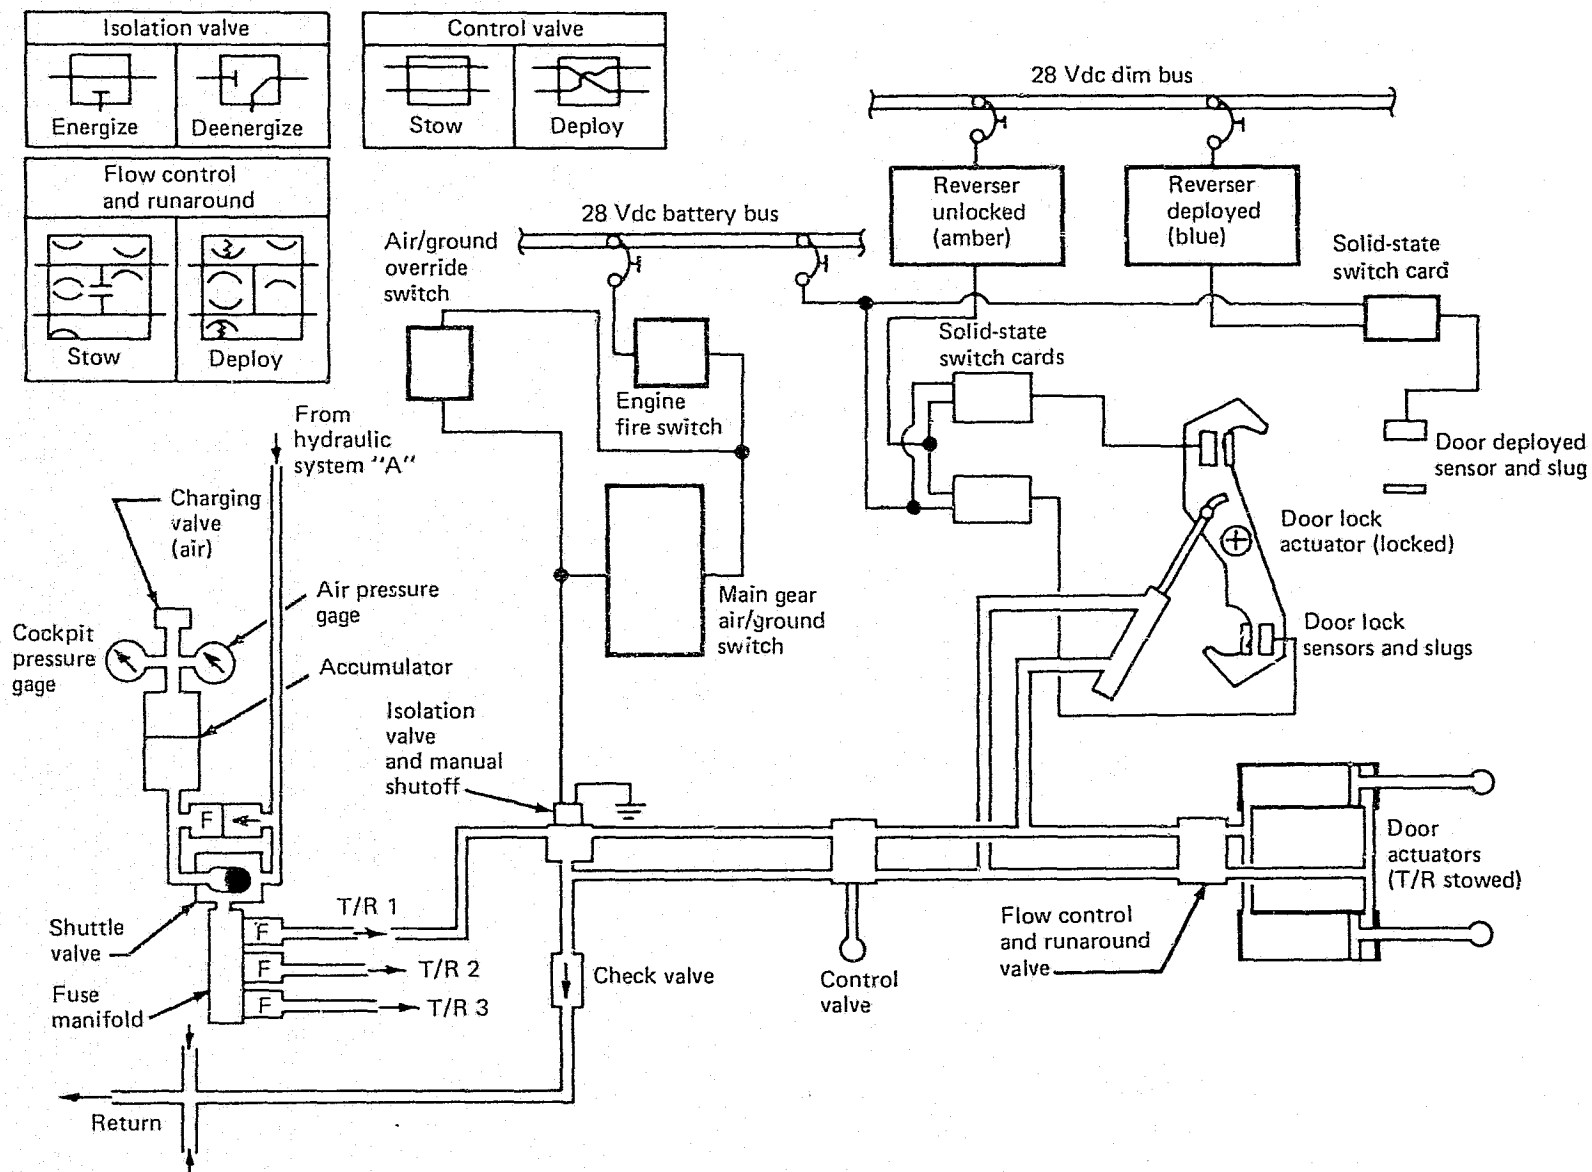 Isolation valve
Energize
Deenergize
Control valve
Stow
Deploy
Flow control
and runaround
Stow
Deploy
28 Vdc dim bus
Reverser
unlocked
(amber)
Reverser
deployed
(blue)
28 Vdc battery bus
Air/ground
override
switch
Solid-state
switch card
Solid-state
switch cards
Engine
fire switch
From
hydraulic
system "A"
Door deployed
sensor and slug
Charging
valve
(air)
Door lock
actuator (locked)
Air pressure
gage
Main gear
air/ground
switch
Cockpit
pressure
gage
Door lock
sensors and slugs
Accumulator
Isolation
valve
and manual
shutoff
F
Door
actuators
(T/R stowed)
T/R 1
F
Shuttle
valve
Flow control
and runaround
valve
F
T/R 2
Check valve
Control
valve
Fuse
manifold
F
T/R 3
Return